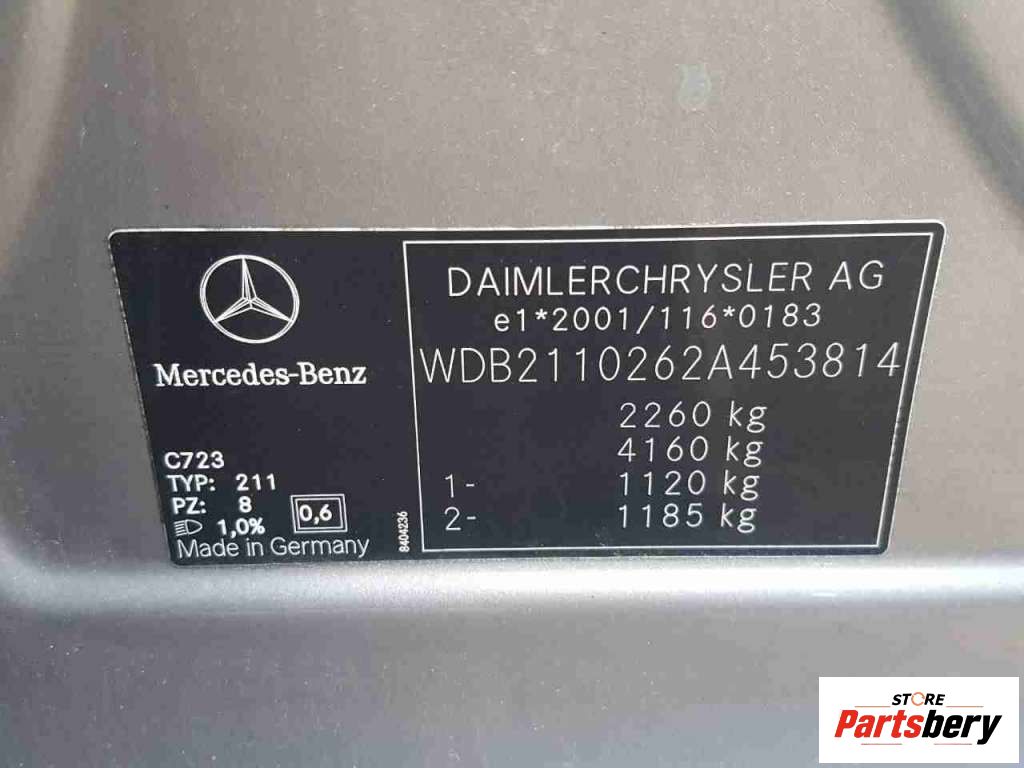 Mercedes-Benz
C723
TYP: 211
PZ: 8
1,0%
0,6
Made in Germany
8404236
DAIMLERCHRYSLER AG
e1*2001/116*0183
WDB2110262A453814
2260 kg
4160 kg
1- 1120 kg
2- 1185 kg
STORE
Partsbery